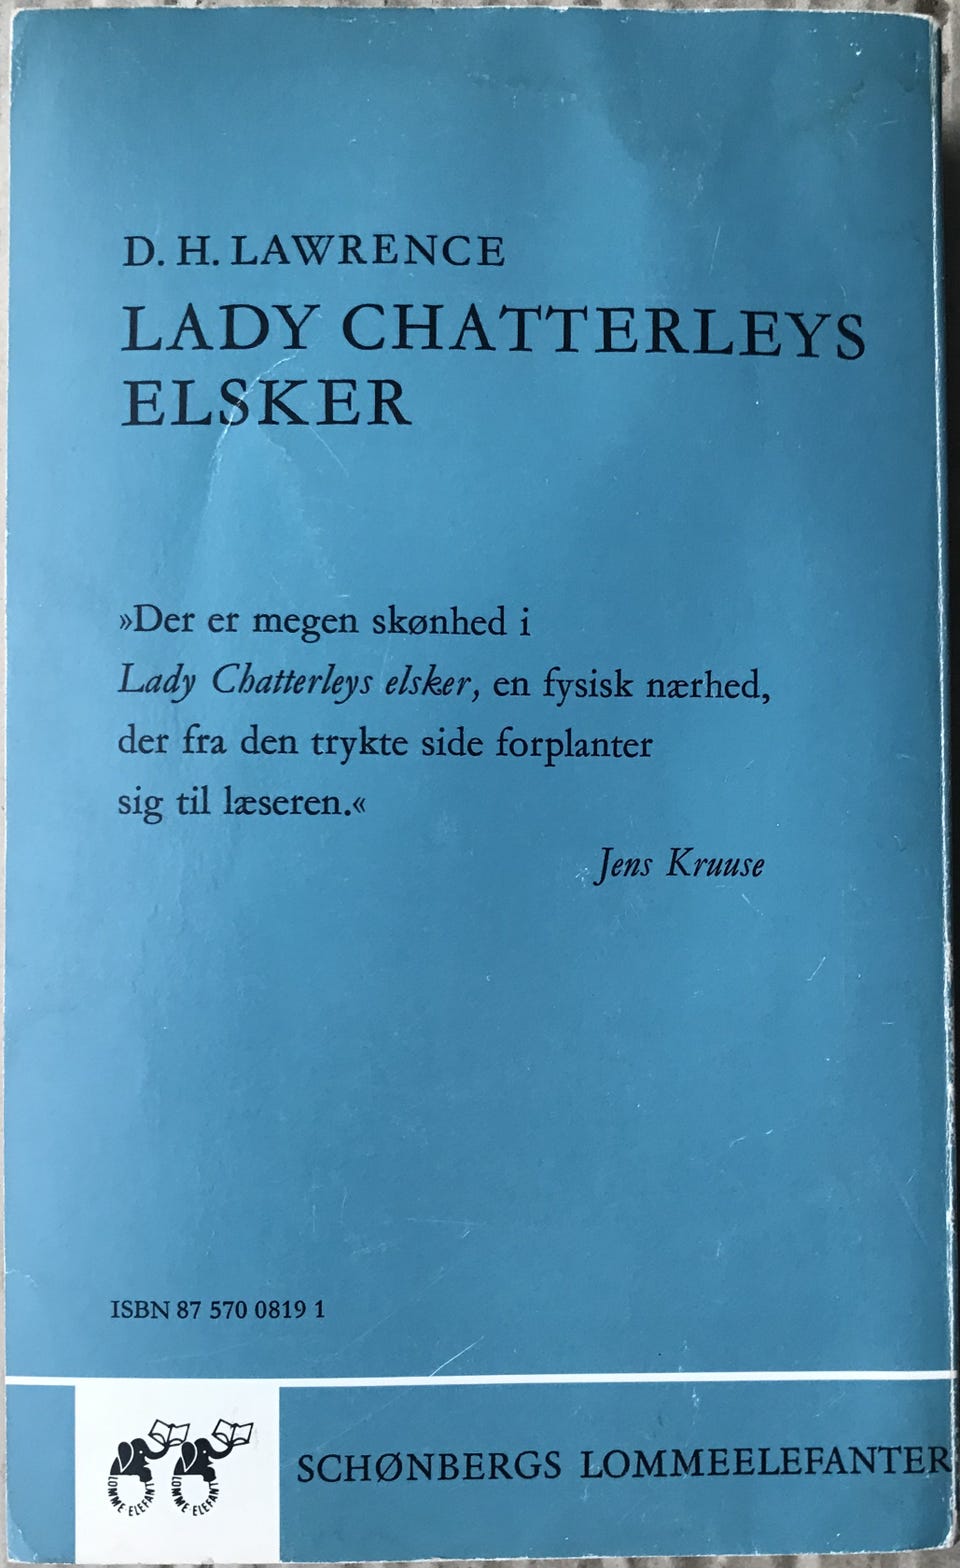 D. H. LAWRENCE
LADY CHATTERLEYS
ELSKER
»Der er megen skønhed i
Lady Chatterleys elsker, en fysisk nærhed,
der fra den trykte side forplanter
sig til læseren.«
Jens Kruuse
ISBN 87 570 0819 1
SCHØNBERGS LOMMEELEFANTER